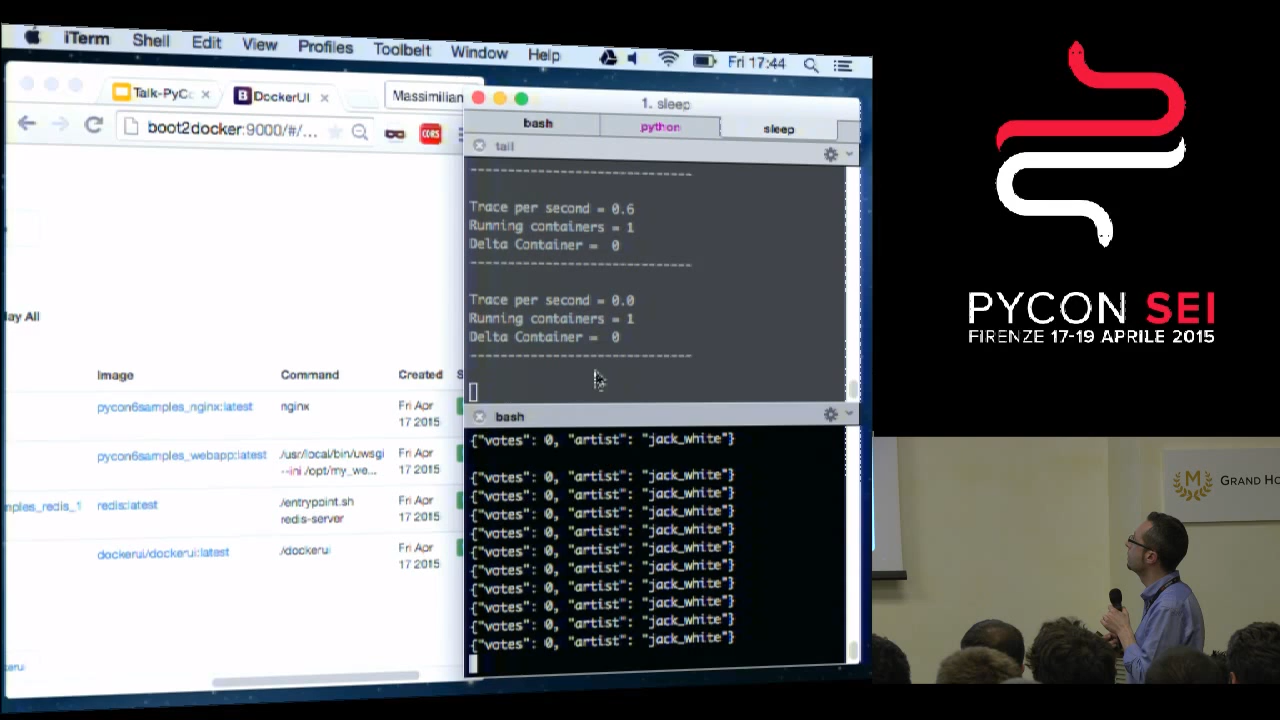 iTerm Shell Edit View Profiles Toolbelt Window Help Fri 17:44
Talk-PyCo
DockerUI
Massimilian
boot2docker:9000/#/...
CORS
1. sleep
bash
python
sleep
tail
-----------------------------
Trace per second = 0.6
Running containers = 1
Delta Container = 0
-----------------------------
Trace per second = 0.0
Running containers = 1
Delta Container = 0
-----------------------------
bash
{"votes": 0, "artist": "jack_white"}
{"votes": 0, "artist": "jack_white"}
{"votes": 0, "artist": "jack_white"}
{"votes": 0, "artist": "jack_white"}
{"votes": 0, "artist": "jack_white"}
{"votes": 0, "artist": "jack_white"}
{"votes": 0, "artist": "jack_white"}
{"votes": 0, "artist": "jack_white"}
{"votes": 0, "artist": "jack_white"}
{"votes": 0, "artist": "jack_white"}
{"votes": 0, "artist": "jack_white"}
lay All
Image Command Created S
pycon6samples_nginx:latest nginx Fri Apr
17 2015
pycon6samples_webapp:latest /usr/local/bin/uwsgi Fri Apr
--ini /opt/my_we... 17 2015
mples_redis_1 redis:latest /entrypoint.sh Fri Apr
redis-server 17 2015
dockerui/dockerui:latest /dockerui Fri Apr
17 2015
PYCON SEI
FIRENZE 17-19 APRILE 2015
M
GRAND HO